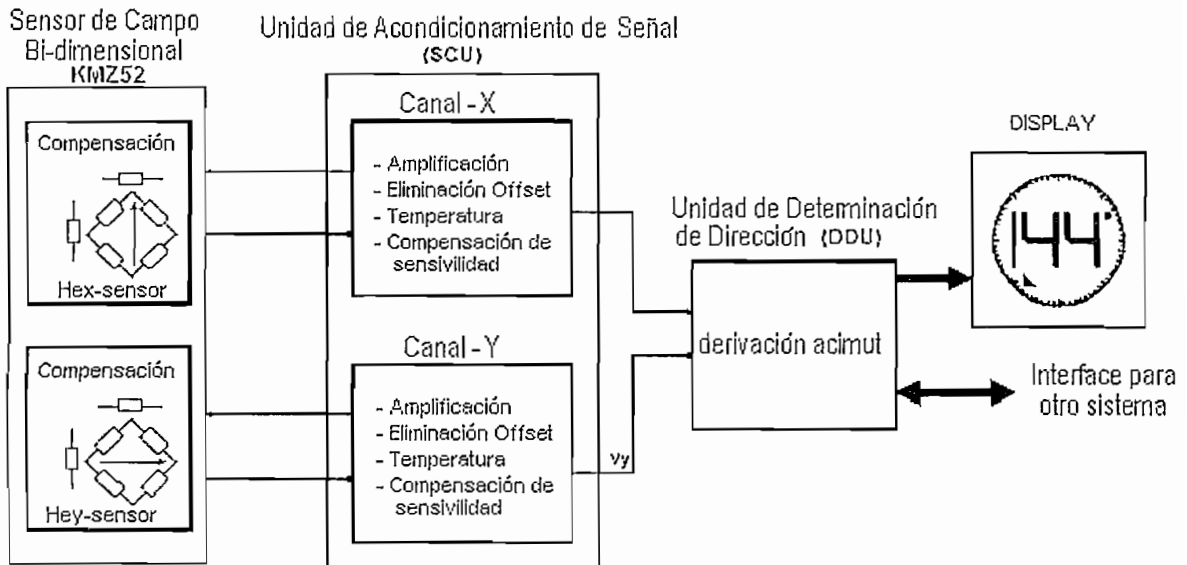 Sensor de Campo
Bi-dimensional
KMZ52
Compensación
Hex-sensor
Compensación
Hey-sensor
Unidad de Acondicionamiento de Señal
(SCU)
Canal -X
- Amplificación
- Eliminación Offset
- Temperatura
- Compensación de
sensivilidad
Canal -Y
- Amplificación
- Eliminación Offset
- Temperatura
- Compensación de
sensivilidad
Vy
Unidad de Determinación
de Dirección (DDU)
derivación acimut
DISPLAY
144°
Interface para
otro sistema